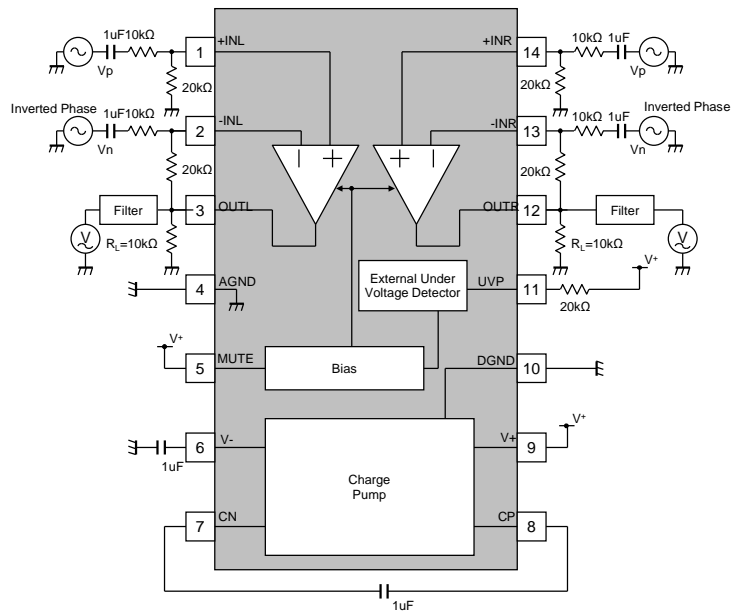 1uF10kΩ
1
+INL
+INR
14
10kΩ 1uF
Vp
20kΩ
20kΩ
Vp
Inverted Phase
1uF10kΩ
2
-INL
-INR
13
10kΩ 1uF
Inverted Phase
Vn
20kΩ
20kΩ
Vn
Filter
3
OUTL
OUTR
12
Filter
V
RL=10kΩ
RL=10kΩ
V
4
AGND
External Under
Voltage Detector
UVP
11
V+
20kΩ
V+
5
MUTE
Bias
DGND
10
6
V-
V+
9
V+
1uF
Charge
Pump
7
CN
CP
8
1uF